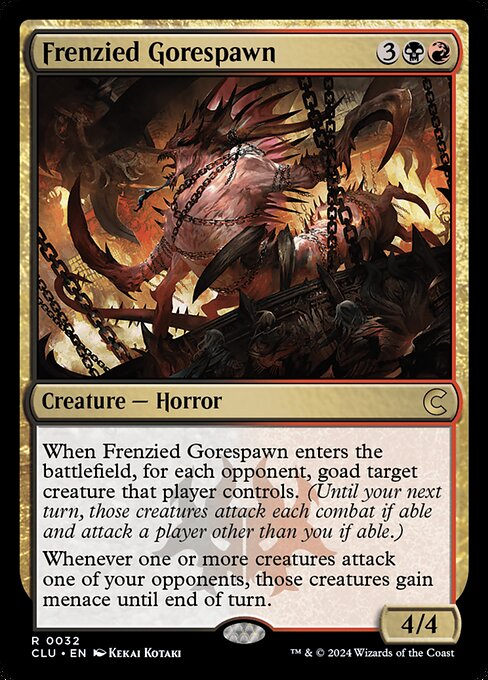 Frenzied Gorespawn 3
Creature — Horror
When Frenzied Gorespawn enters the
battlefield, for each opponent, goad target
creature that player controls. (Until your next
turn, those creatures attack each combat if able
and attack a player other than you if able.)
Whenever one or more creatures attack
one of your opponents, those creatures gain
menace until end of turn.
4/4
R 0032
CLU • EN Kekai Kotaki
™ & © 2024 Wizards of the Coast